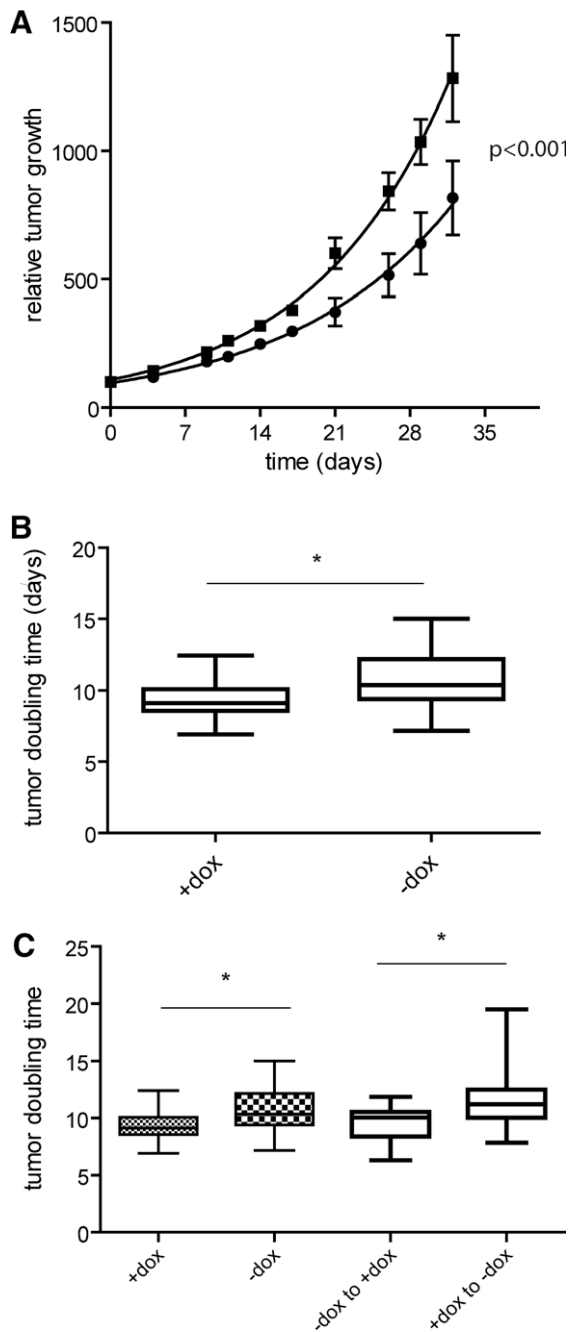 A
relative tumor growth
1500
1000
500
0
0 7 14 21 28 35
time (days)
p<0.001
B
tumor doubling time (days)
20
15
10
5
0
*
+dox
-dox
C
tumor doubling time
25
20
15
10
5
0
*
*
+dox
-dox
-dox to +dox
+dox to -dox